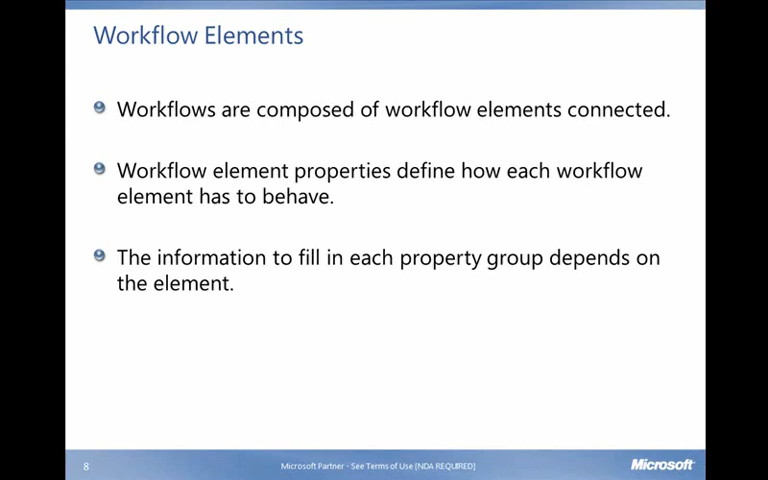 Workflow Elements
Workflows are composed of workflow elements connected.
Workflow element properties define how each workflow
element has to behave.
The information to fill in each property group depends on
the element.
8
Microsoft Partner - See Terms of Use [NDA REQUIRED]
Microsoft